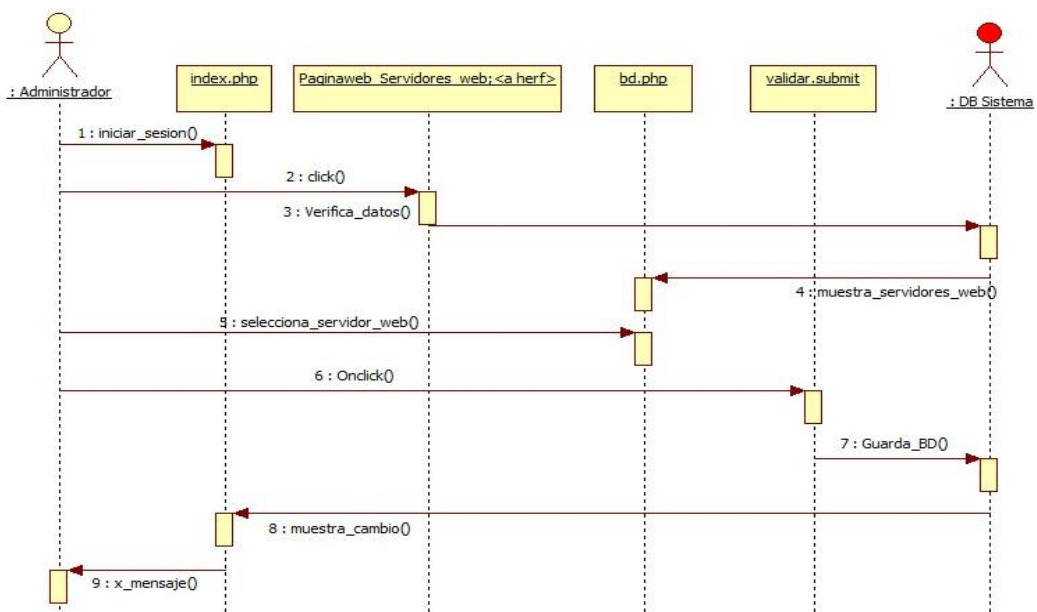 : Administrador
index.php
Paginaweb_Servidores_web;<a herf>
bd.php
validar.submit
: DB Sistema
1 : iniciar_sesion()
2 : click()
3 : Verifica_datos()
4 : muestra_servidores_web()
5 : selecciona_servidor_web()
6 : Onclick()
7 : Guarda_BD()
8 : muestra_cambio()
9 : x_mensaje()